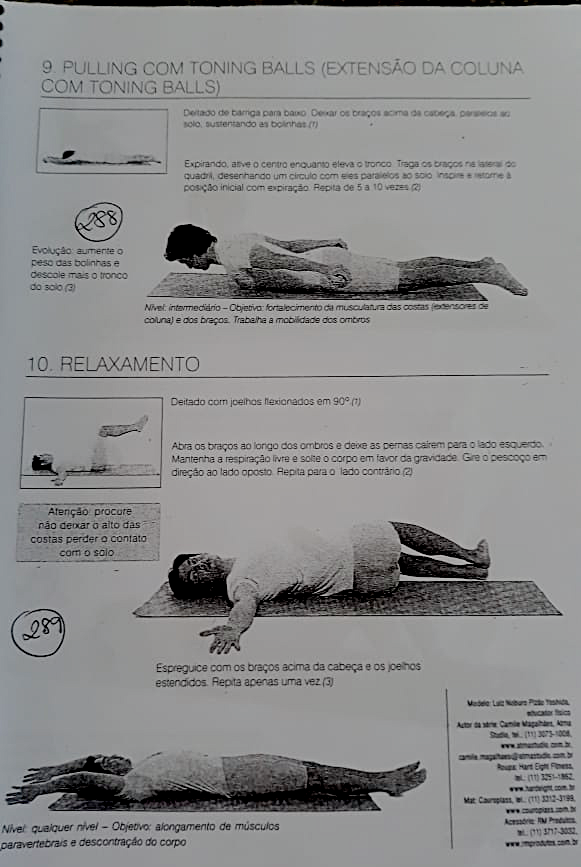 9. PULLING COM TONING BALLS (EXTENSÃO DA COLUNA
COM TONING BALLS)
Deitado de barriga para baixo. Deixar os braços acima da cabeça, paralelos ao
solo, sustentando as bolinhas.(1)
Expirando, ative o centro enquanto eleva o tronco. Traga os braços na lateral do
quadril, desenhando um círculo com eles paralelos ao solo. Inspire e retorne à
posição inicial com expiração. Repita de 5 a 10 vezes.(2)
288
Evolução: aumente o
peso das bolinhas e
descole mais o tronco
do solo.(3)
Nível: intermediário – Objetivo: fortalecimento da musculatura das costas (extensores de
coluna) e dos braços. Trabalha a mobilidade dos ombros
10. RELAXAMENTO
Deitado com joelhos flexionados em 90º.(1)
Abra os braços ao longo dos ombros e deixe as pernas caírem para o lado esquerdo.
Mantenha a respiração livre e solte o corpo em favor da gravidade. Gire o pescoço em
direção ao lado oposto. Repita para o lado contrário.(2)
Atenção: procure
não deixar o alto das
costas perder o contato
com o solo
289
Espreguice com os braços acima da cabeça e os joelhos
estendidos. Repita apenas uma vez.(3)
Nível: qualquer nível – Objetivo: alongamento de músculos
paravertebrais e descontração do corpo
Modelo: Luiz Noburo Pizão Yoshida,
educador físico
Autor da série: Camile Magalhães, Atma
Studio, tel.: (11) 3073-1008,
www.atmastudio.com.br,
camile.magalhaes@atmastudio.com.br
Roupa: Hard Eight Fitness,
tel.: (11) 3251-1862,
www.hardeight.com.br
Mat: Couroplass, tel.: (11) 3312-3199,
www.couroplass.com.br
Acessório: RM Produtos,
tel.: (11) 3717-3032,
www.rmprodutos.com.br